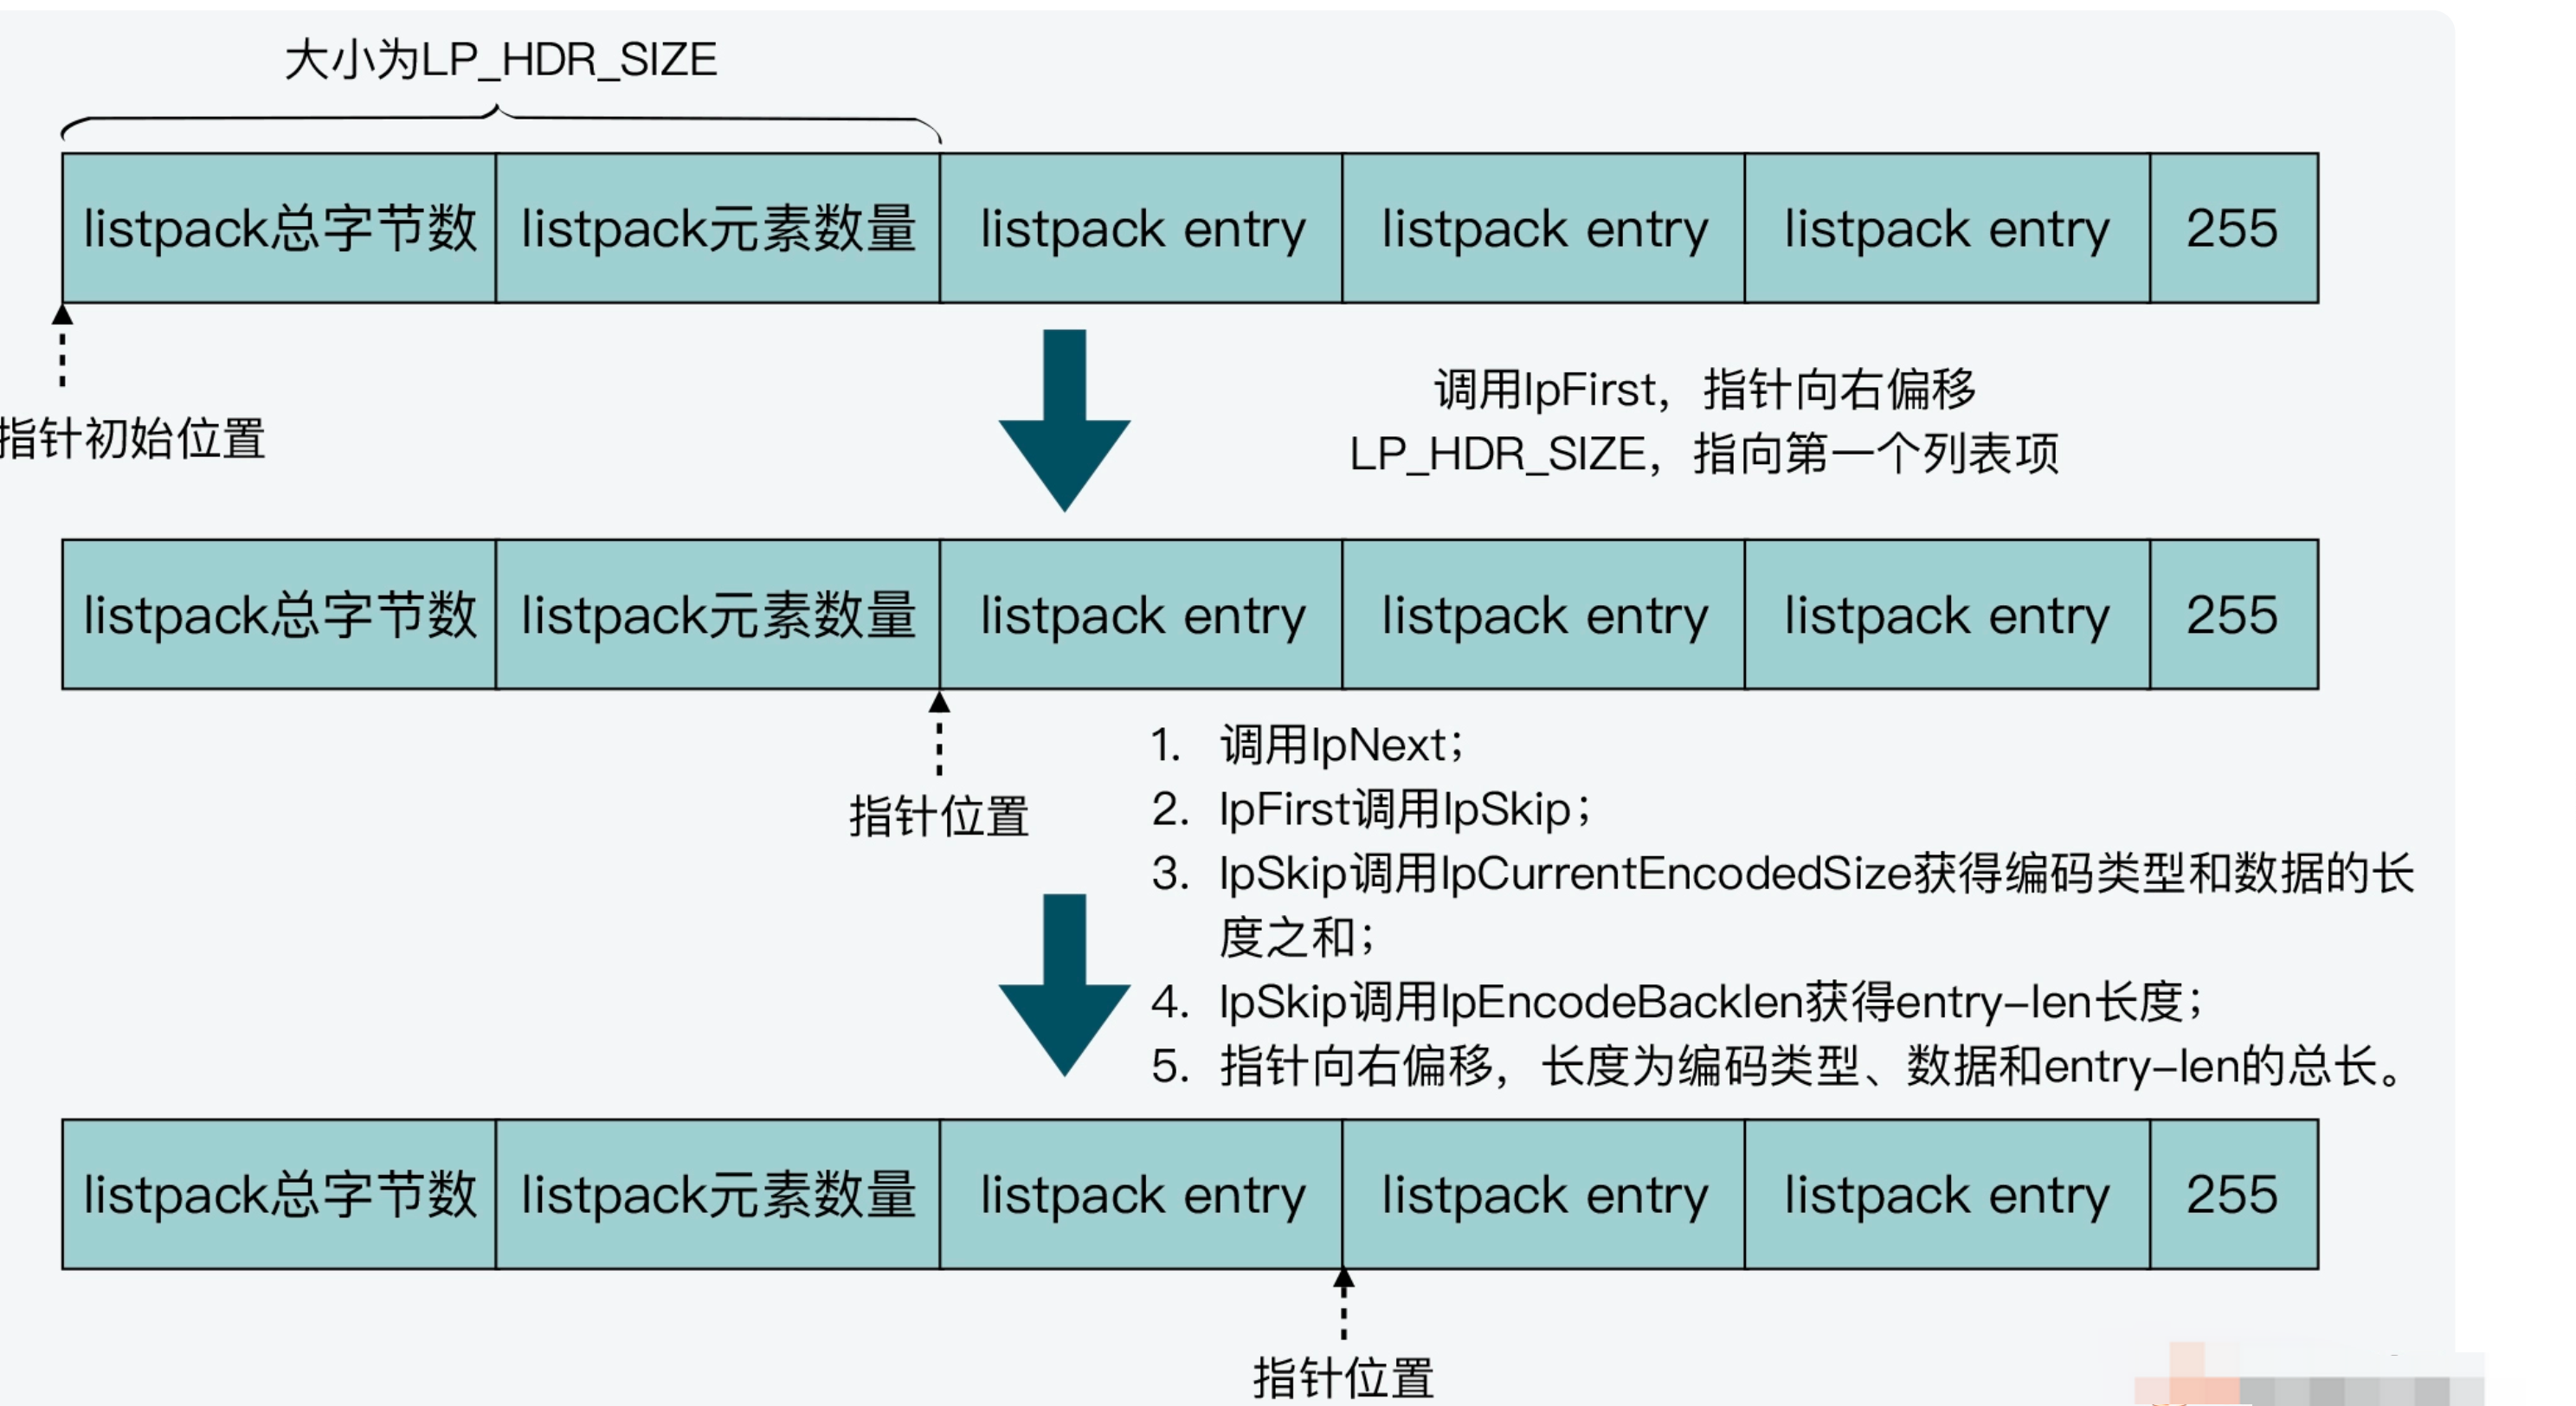 大小为LP_HDR_SIZE
listpack总字节数 listpack元素数量 listpack entry listpack entry listpack entry 255
指针初始位置
调用lpFirst，指针向右偏移
LP_HDR_SIZE，指向第一个列表项
listpack总字节数 listpack元素数量 listpack entry listpack entry listpack entry 255
指针位置
1. 调用lpNext；
2. lpFirst调用lpSkip；
3. lpSkip调用lpCurrentEncodedSize获得编码类型和数据的长
度之和；
4. lpSkip调用lpEncodeBacklen获得entry–len长度；
5. 指针向右偏移，长度为编码类型、数据和entry–len的总长。
listpack总字节数 listpack元素数量 listpack entry listpack entry listpack entry 255
指针位置